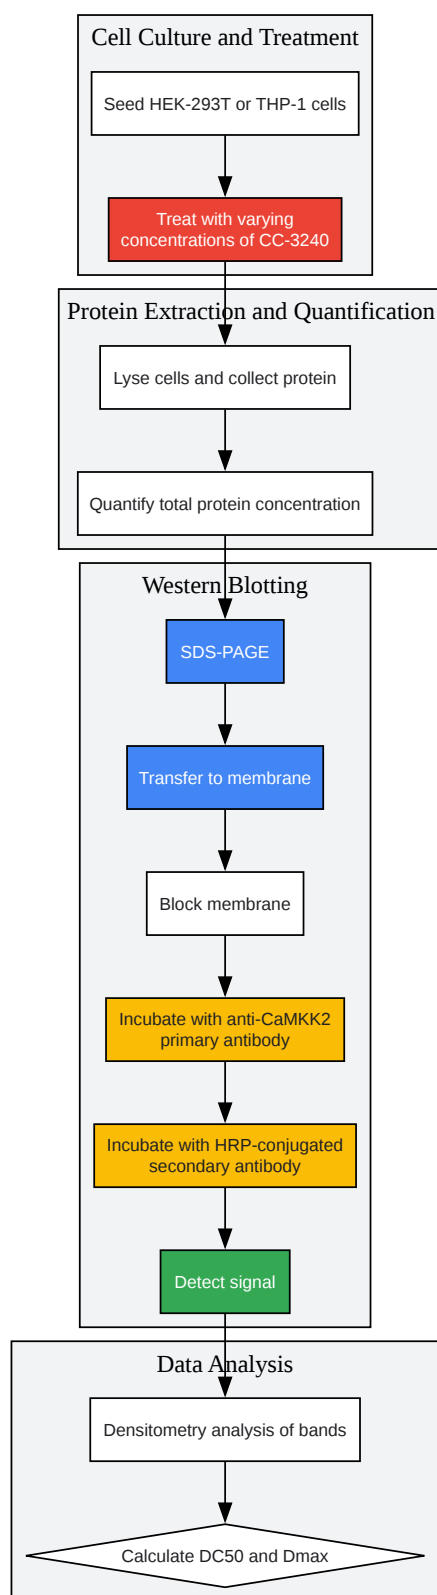 Cell Culture and Treatment
Seed HEK-293T or THP-1 cells
Treat with varying
concentrations of CC-3240
Protein Extraction and Quantification
Lyse cells and collect protein
Quantify total protein concentration
Western Blotting
SDS-PAGE
Transfer to membrane
Block membrane
Incubate with anti-CaMKK2
primary antibody
Incubate with HRP-conjugated
secondary antibody
Detect signal
Data Analysis
Densitometry analysis of bands
Calculate DC50 and Dmax